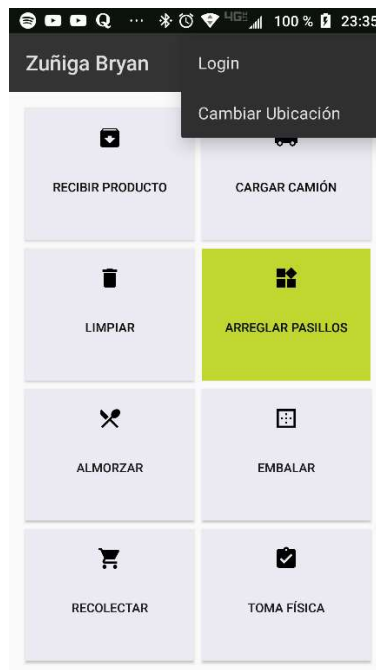 4G 100 % 23:35
Zuñiga Bryan
Login
Cambiar Ubicación
RECIBIR PRODUCTO
CARGAR CAMIÓN
LIMPIAR
ARREGLAR PASILLOS
ALMORZAR
EMBALAR
RECOLECTAR
TOMA FÍSICA